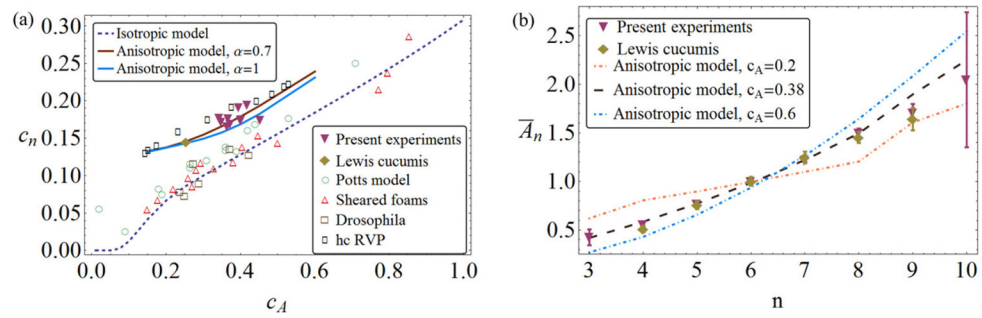 (a)
0.30
0.25
0.20
0.15
0.10
0.05
0.00
c_n
Isotropic model
Anisotropic model, α=0.7
Anisotropic model, α=1
Present experiments
Lewis cucumis
Potts model
Sheared foams
Drosophila
hc RVP
0.0 0.2 0.4 0.6 0.8 1.0
c_A
(b)
2.5
2.0
1.5
1.0
0.5
A̅_n
Present experiments
Lewis cucumis
Anisotropic model, c_A=0.2
Anisotropic model, c_A=0.38
Anisotropic model, c_A=0.6
3 4 5 6 7 8 9 10
n